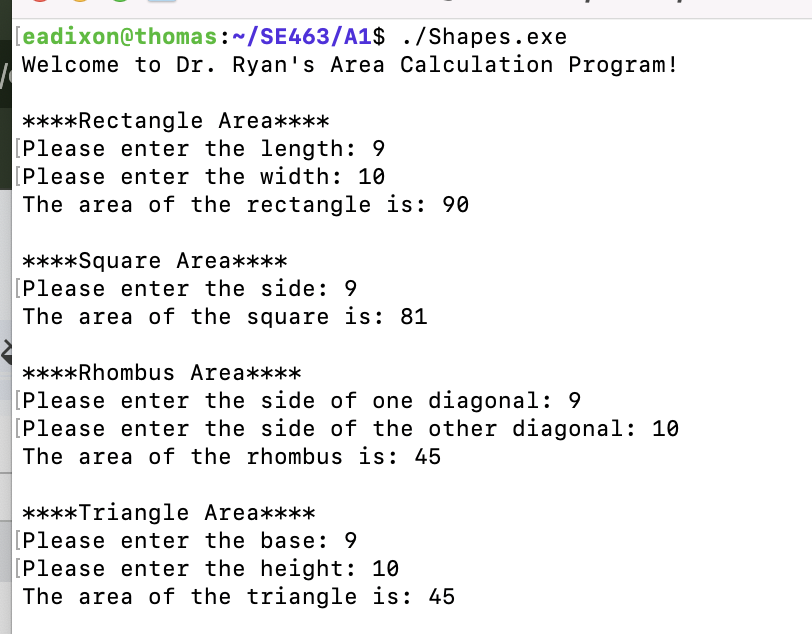 [eadixon@thomas:~/SE463/A1$ ./Shapes.exe
Welcome to Dr. Ryan's Area Calculation Program!

****Rectangle Area****
[Please enter the length: 9
[Please enter the width: 10
The area of the rectangle is: 90

****Square Area****
[Please enter the side: 9
The area of the square is: 81

****Rhombus Area****
[Please enter the side of one diagonal: 9
[Please enter the side of the other diagonal: 10
The area of the rhombus is: 45

****Triangle Area****
[Please enter the base: 9
[Please enter the height: 10
The area of the triangle is: 45